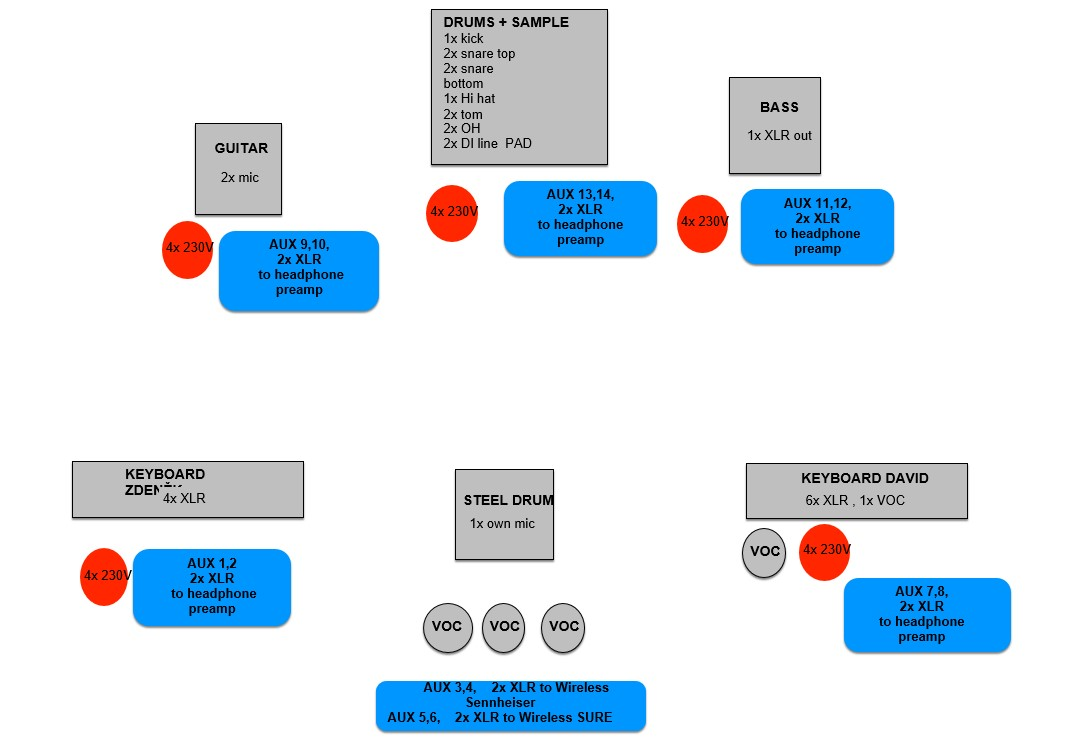 DRUMS + SAMPLE
1x kick
2x snare top
2x snare
bottom
1x Hi hat
2x tom
2x OH
2x DI line PAD
BASS
1x XLR out
GUITAR
2x mic
4x 230V
AUX 13,14,
2x XLR
to headphone
preamp
4x 230V
AUX 11,12,
2x XLR
to headphone
preamp
4x 230V
AUX 9,10,
2x XLR
to headphone
preamp
KEYBOARD
ZDENĚK
4x XLR
STEEL DRUM
1x own mic
KEYBOARD DAVID
6x XLR , 1x VOC
VOC
4x 230V
4x 230V
AUX 1,2
2x XLR
to headphone
preamp
AUX 7,8,
2x XLR
to headphone
preamp
VOC
VOC
VOC
AUX 3,4, 2x XLR to Wireless
Sennheiser
AUX 5,6, 2x XLR to Wireless SURE